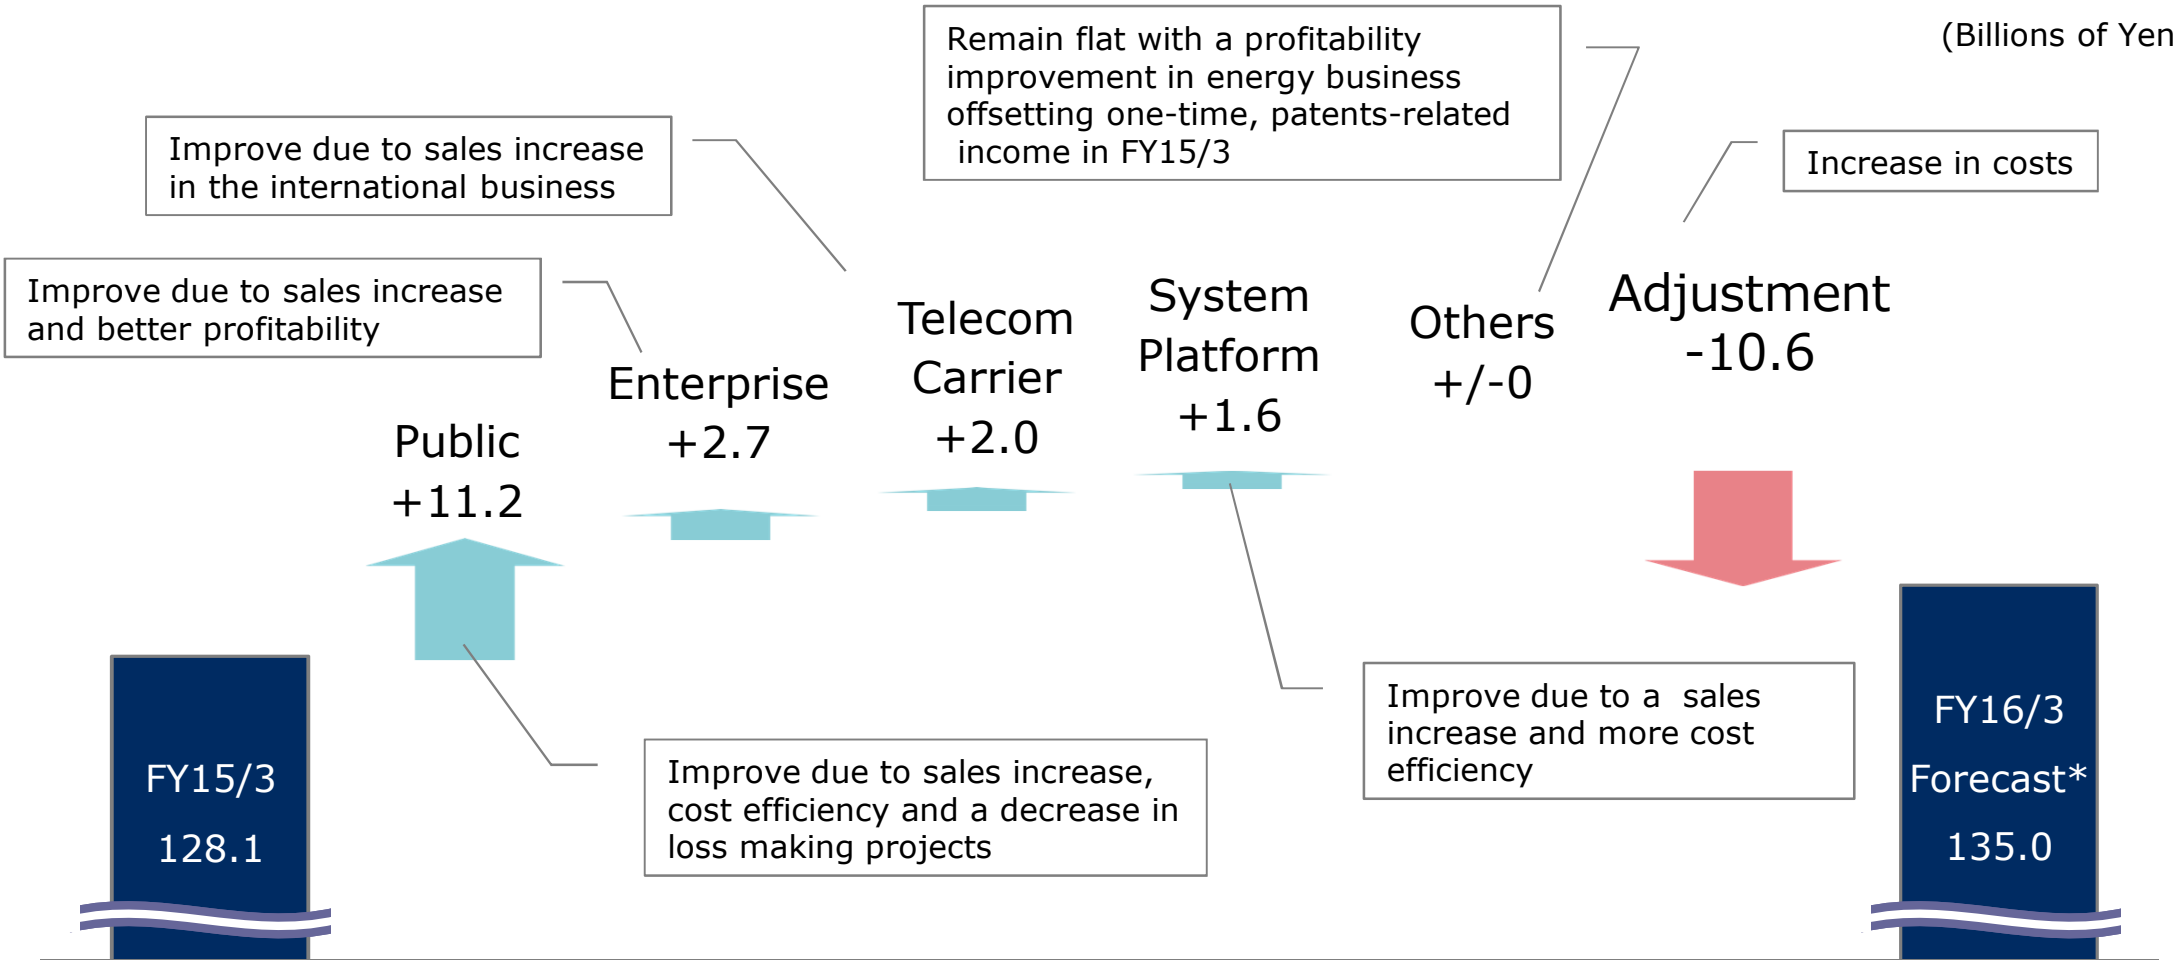 (Billions of Yen
Remain flat with a profitability
improvement in energy business
offsetting one-time, patents-related
income in FY15/3
Improve due to sales increase
in the international business
Increase in costs
Improve due to sales increase
and better profitability
Public
+11.2
Enterprise
+2.7
Telecom
Carrier
+2.0
System
Platform
+1.6
Others
+/-0
Adjustment
-10.6
FY15/3
128.1
Improve due to sales increase,
cost efficiency and a decrease in
loss making projects
Improve due to a sales
increase and more cost
efficiency
FY16/3
Forecast*
135.0